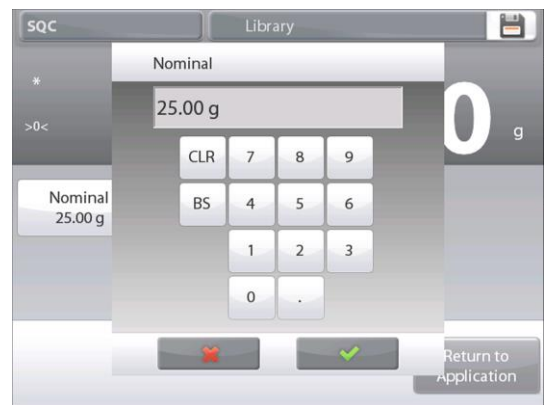 SQC
Library
Nominal
*
25.00 g
>0<
0 g
CLR 7 8 9
Nominal
25.00 g
BS 4 5 6
1 2 3
0 .
Return to
Application